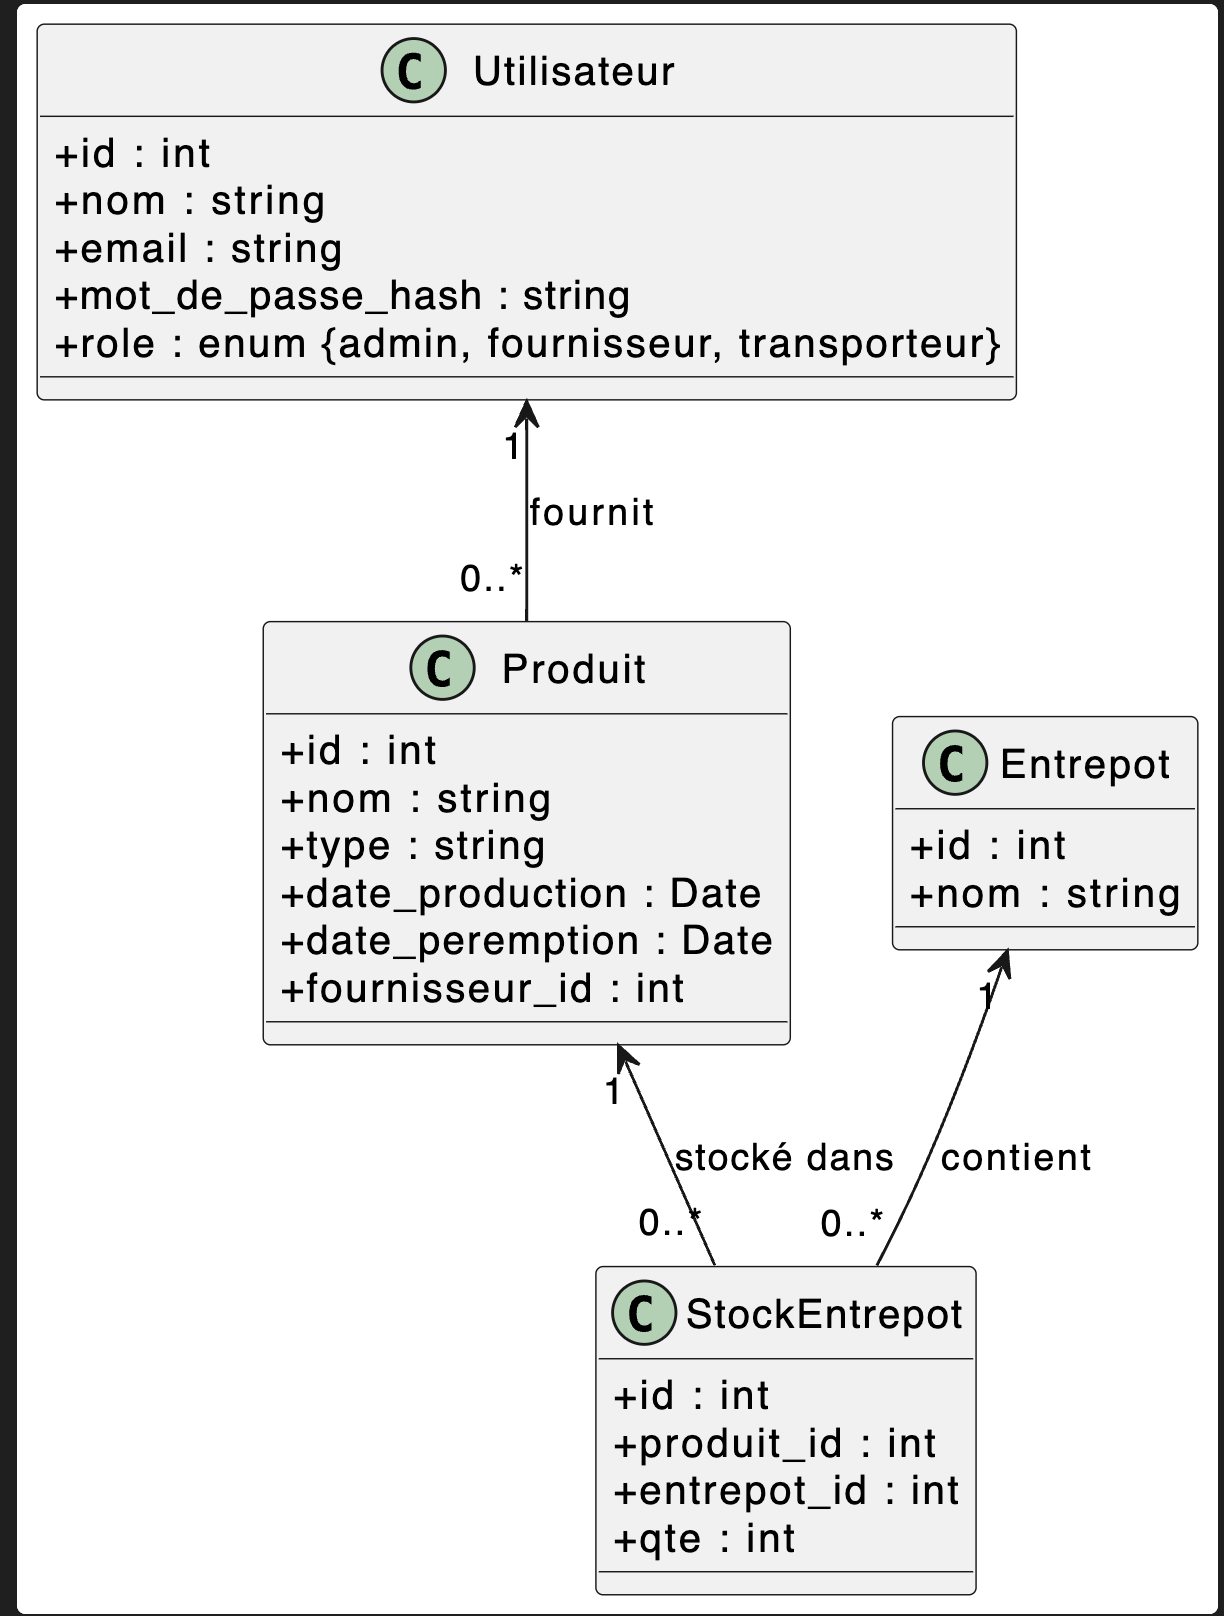 C Utilisateur
+id : int
+nom : string
+email : string
+mot_de_passe_hash : string
+role : enum {admin, fournisseur, transporteur}
1
fournit
0..*
C Produit
+id : int
+nom : string
+type : string
+date_production : Date
+date_peremption : Date
+fournisseur_id : int
C Entrepot
+id : int
+nom : string
1
1
stocké dans
contient
0..*
0..*
C StockEntrepot
+id : int
+produit_id : int
+entrepot_id : int
+qte : int